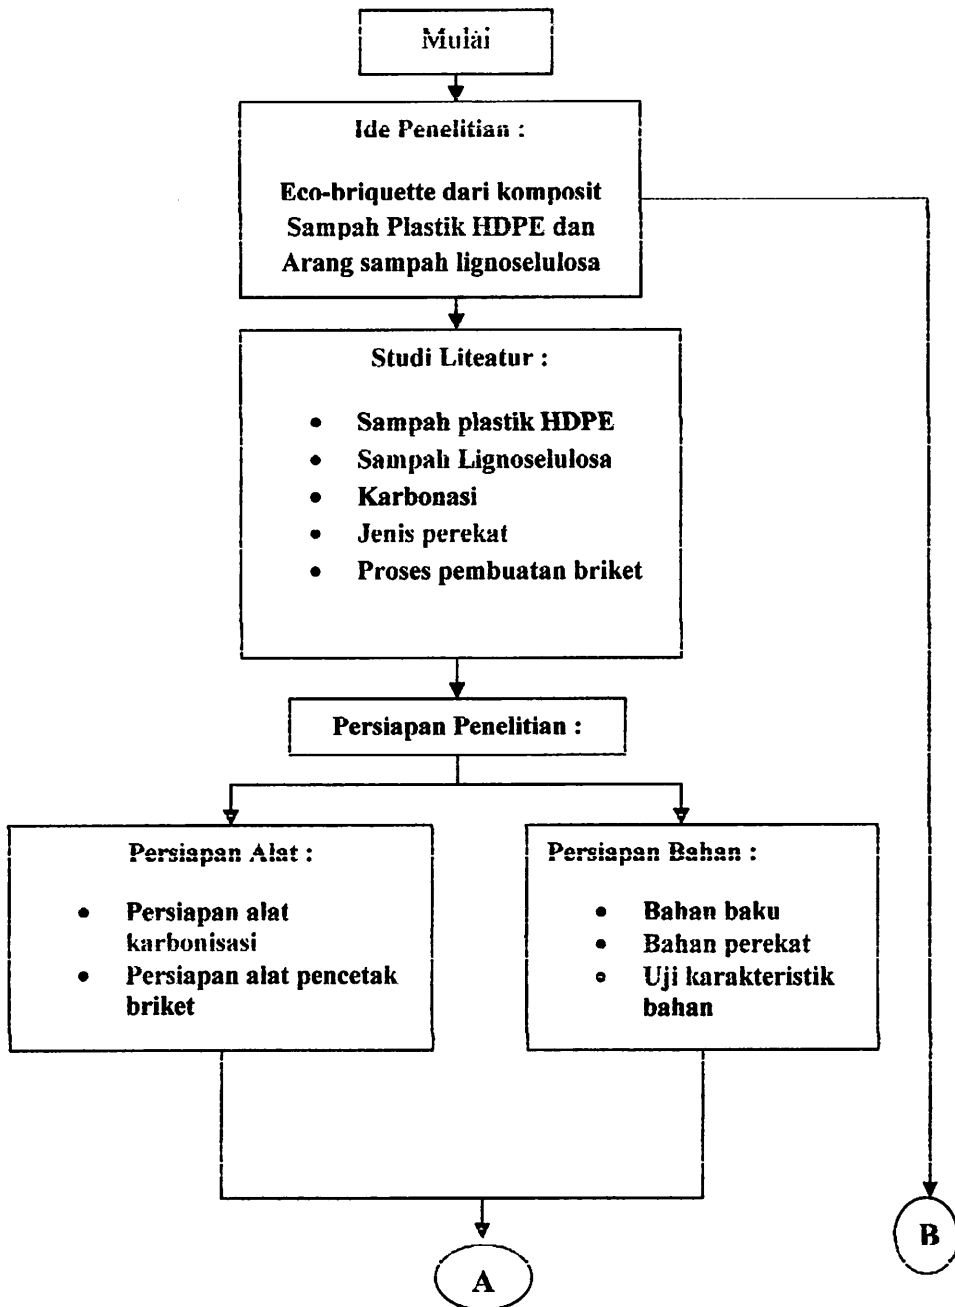 Mulai
Ide Penelitian :
Eco-briquette dari komposit
Sampah Plastik HDPE dan
Arang sampah lignoselulosa
Studi Liteatur :
• Sampah plastik HDPE
• Sampah Lignoselulosa
• Karbonasi
• Jenis perekat
• Proses pembuatan briket
Persiapan Penelitian :
Persiapan Alat :
• Persiapan alat
karbonisasi
• Persiapan alat pencetak
briket
Persiapan Bahan :
• Bahan baku
• Bahan perekat
• Uji karakteristik
bahan
A
B